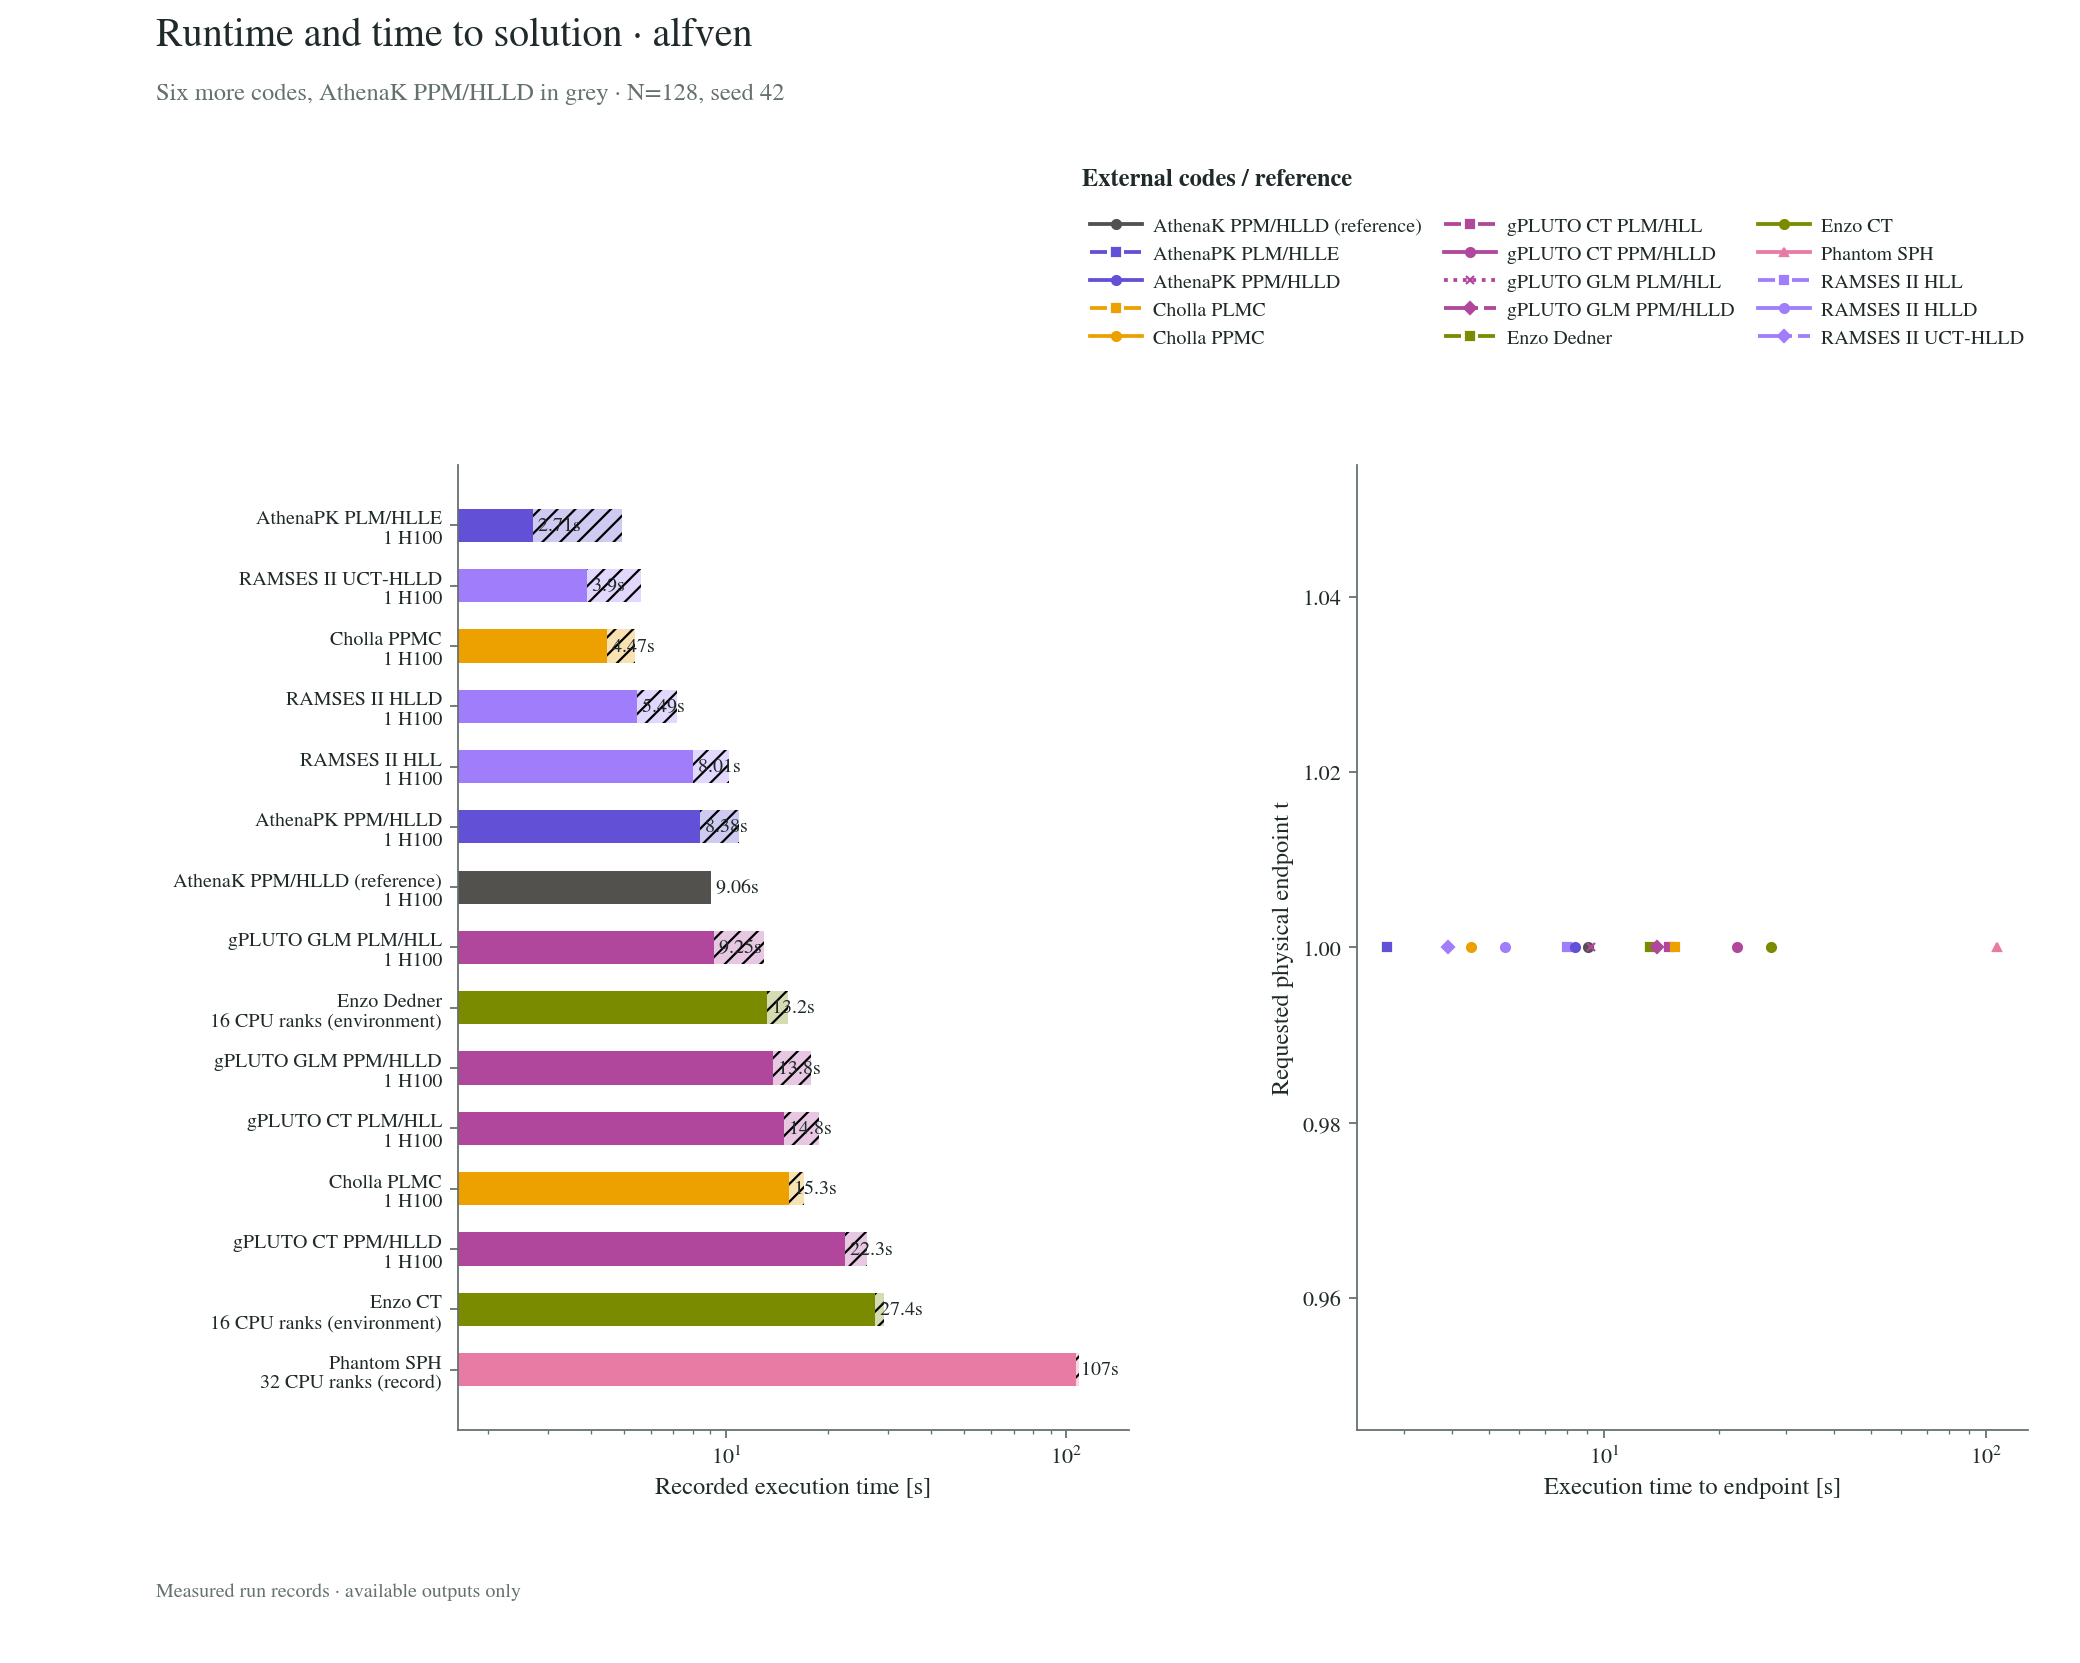 Runtime and time to solution · alfven
Six more codes, AthenaK PPM/HLLD in grey · N=128, seed 42
External codes / reference
AthenaK PPM/HLLD (reference)
AthenaPK PLM/HLLE
AthenaPK PPM/HLLD
Cholla PLMC
Cholla PPMC
gPLUTO CT PLM/HLL
gPLUTO CT PPM/HLLD
gPLUTO GLM PLM/HLL
gPLUTO GLM PPM/HLLD
Enzo Dedner
Enzo CT
Phantom SPH
RAMSES II HLL
RAMSES II HLLD
RAMSES II UCT-HLLD
AthenaPK PLM/HLLE
1 H100
2.71s
RAMSES II UCT-HLLD
1 H100
3.9s
Cholla PPMC
1 H100
4.47s
RAMSES II HLLD
1 H100
5.49s
RAMSES II HLL
1 H100
8.01s
AthenaPK PPM/HLLD
1 H100
8.38s
AthenaK PPM/HLLD (reference)
1 H100
9.06s
gPLUTO GLM PLM/HLL
1 H100
9.25s
Enzo Dedner
16 CPU ranks (environment)
13.2s
gPLUTO GLM PPM/HLLD
1 H100
13.8s
gPLUTO CT PLM/HLL
1 H100
14.8s
Cholla PLMC
1 H100
15.3s
gPLUTO CT PPM/HLLD
1 H100
22.3s
Enzo CT
16 CPU ranks (environment)
27.4s
Phantom SPH
32 CPU ranks (record)
107s
10¹
10²
Recorded execution time [s]
Requested physical endpoint t
1.04
1.02
1.00
0.98
0.96
10¹
10²
Execution time to endpoint [s]
Measured run records · available outputs only